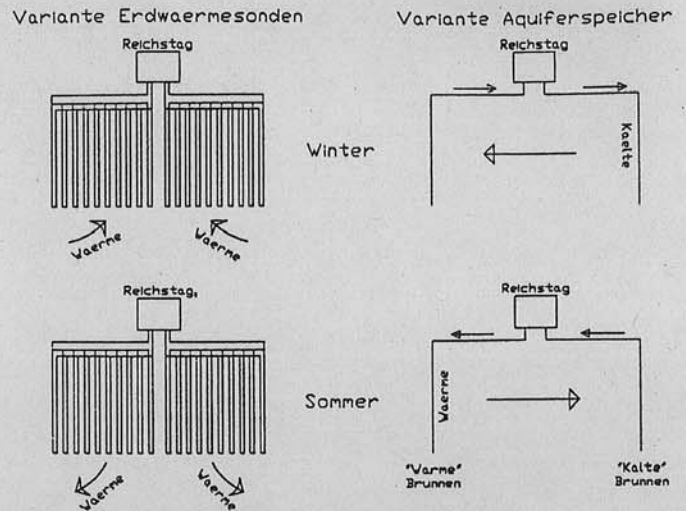 Variante Erdwaermesonden
Variante Aquiferspeicher
Reichstag
Reichstag
Winter
Kaelte
Waerme
Waerme
Reichstag
Reichstag
Sommer
Waerme
Waerme
Waerme
"Warme"
Brunnen
"Kalte"
Brunnen